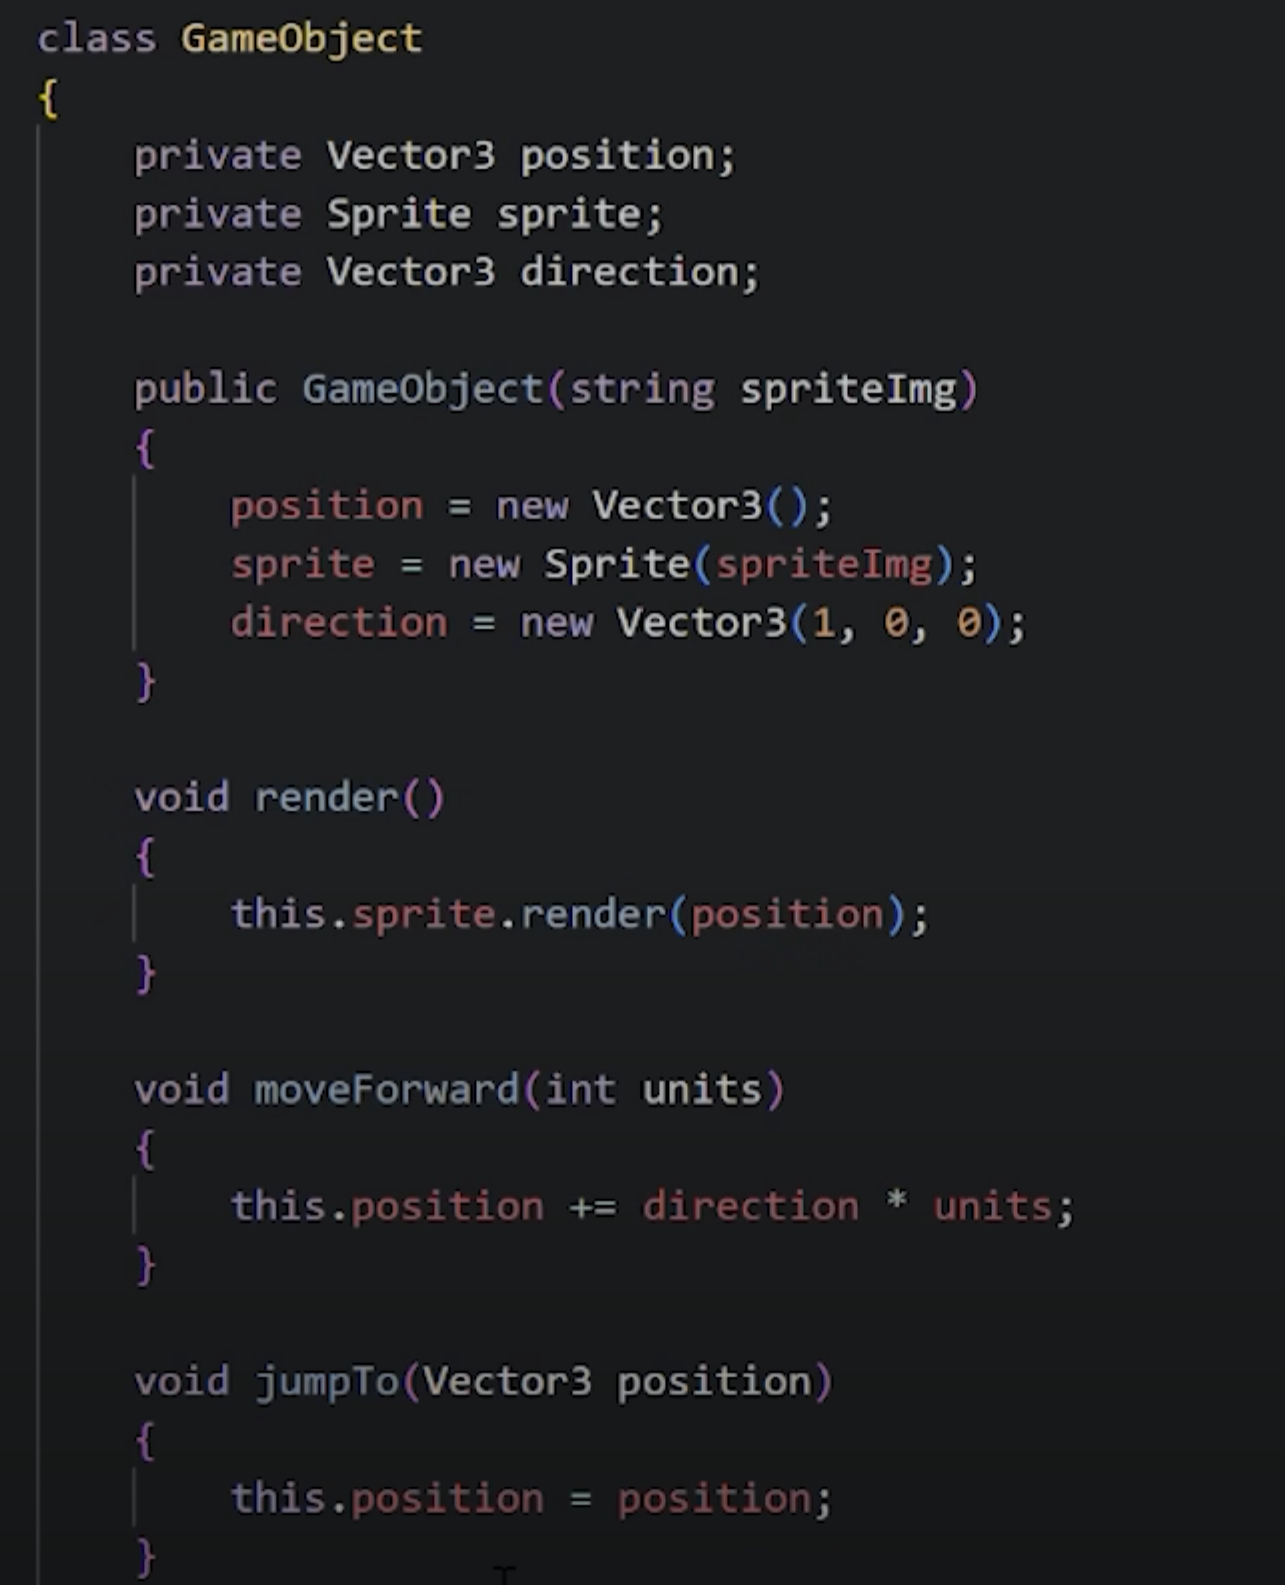 class GameObject
{
    private Vector3 position;
    private Sprite sprite;
    private Vector3 direction;

    public GameObject(string spriteImg)
    {
        position = new Vector3();
        sprite = new Sprite(spriteImg);
        direction = new Vector3(1, 0, 0);
    }

    void render()
    {
        this.sprite.render(position);
    }

    void moveForward(int units)
    {
        this.position += direction * units;
    }

    void jumpTo(Vector3 position)
    {
        this.position = position;
    }